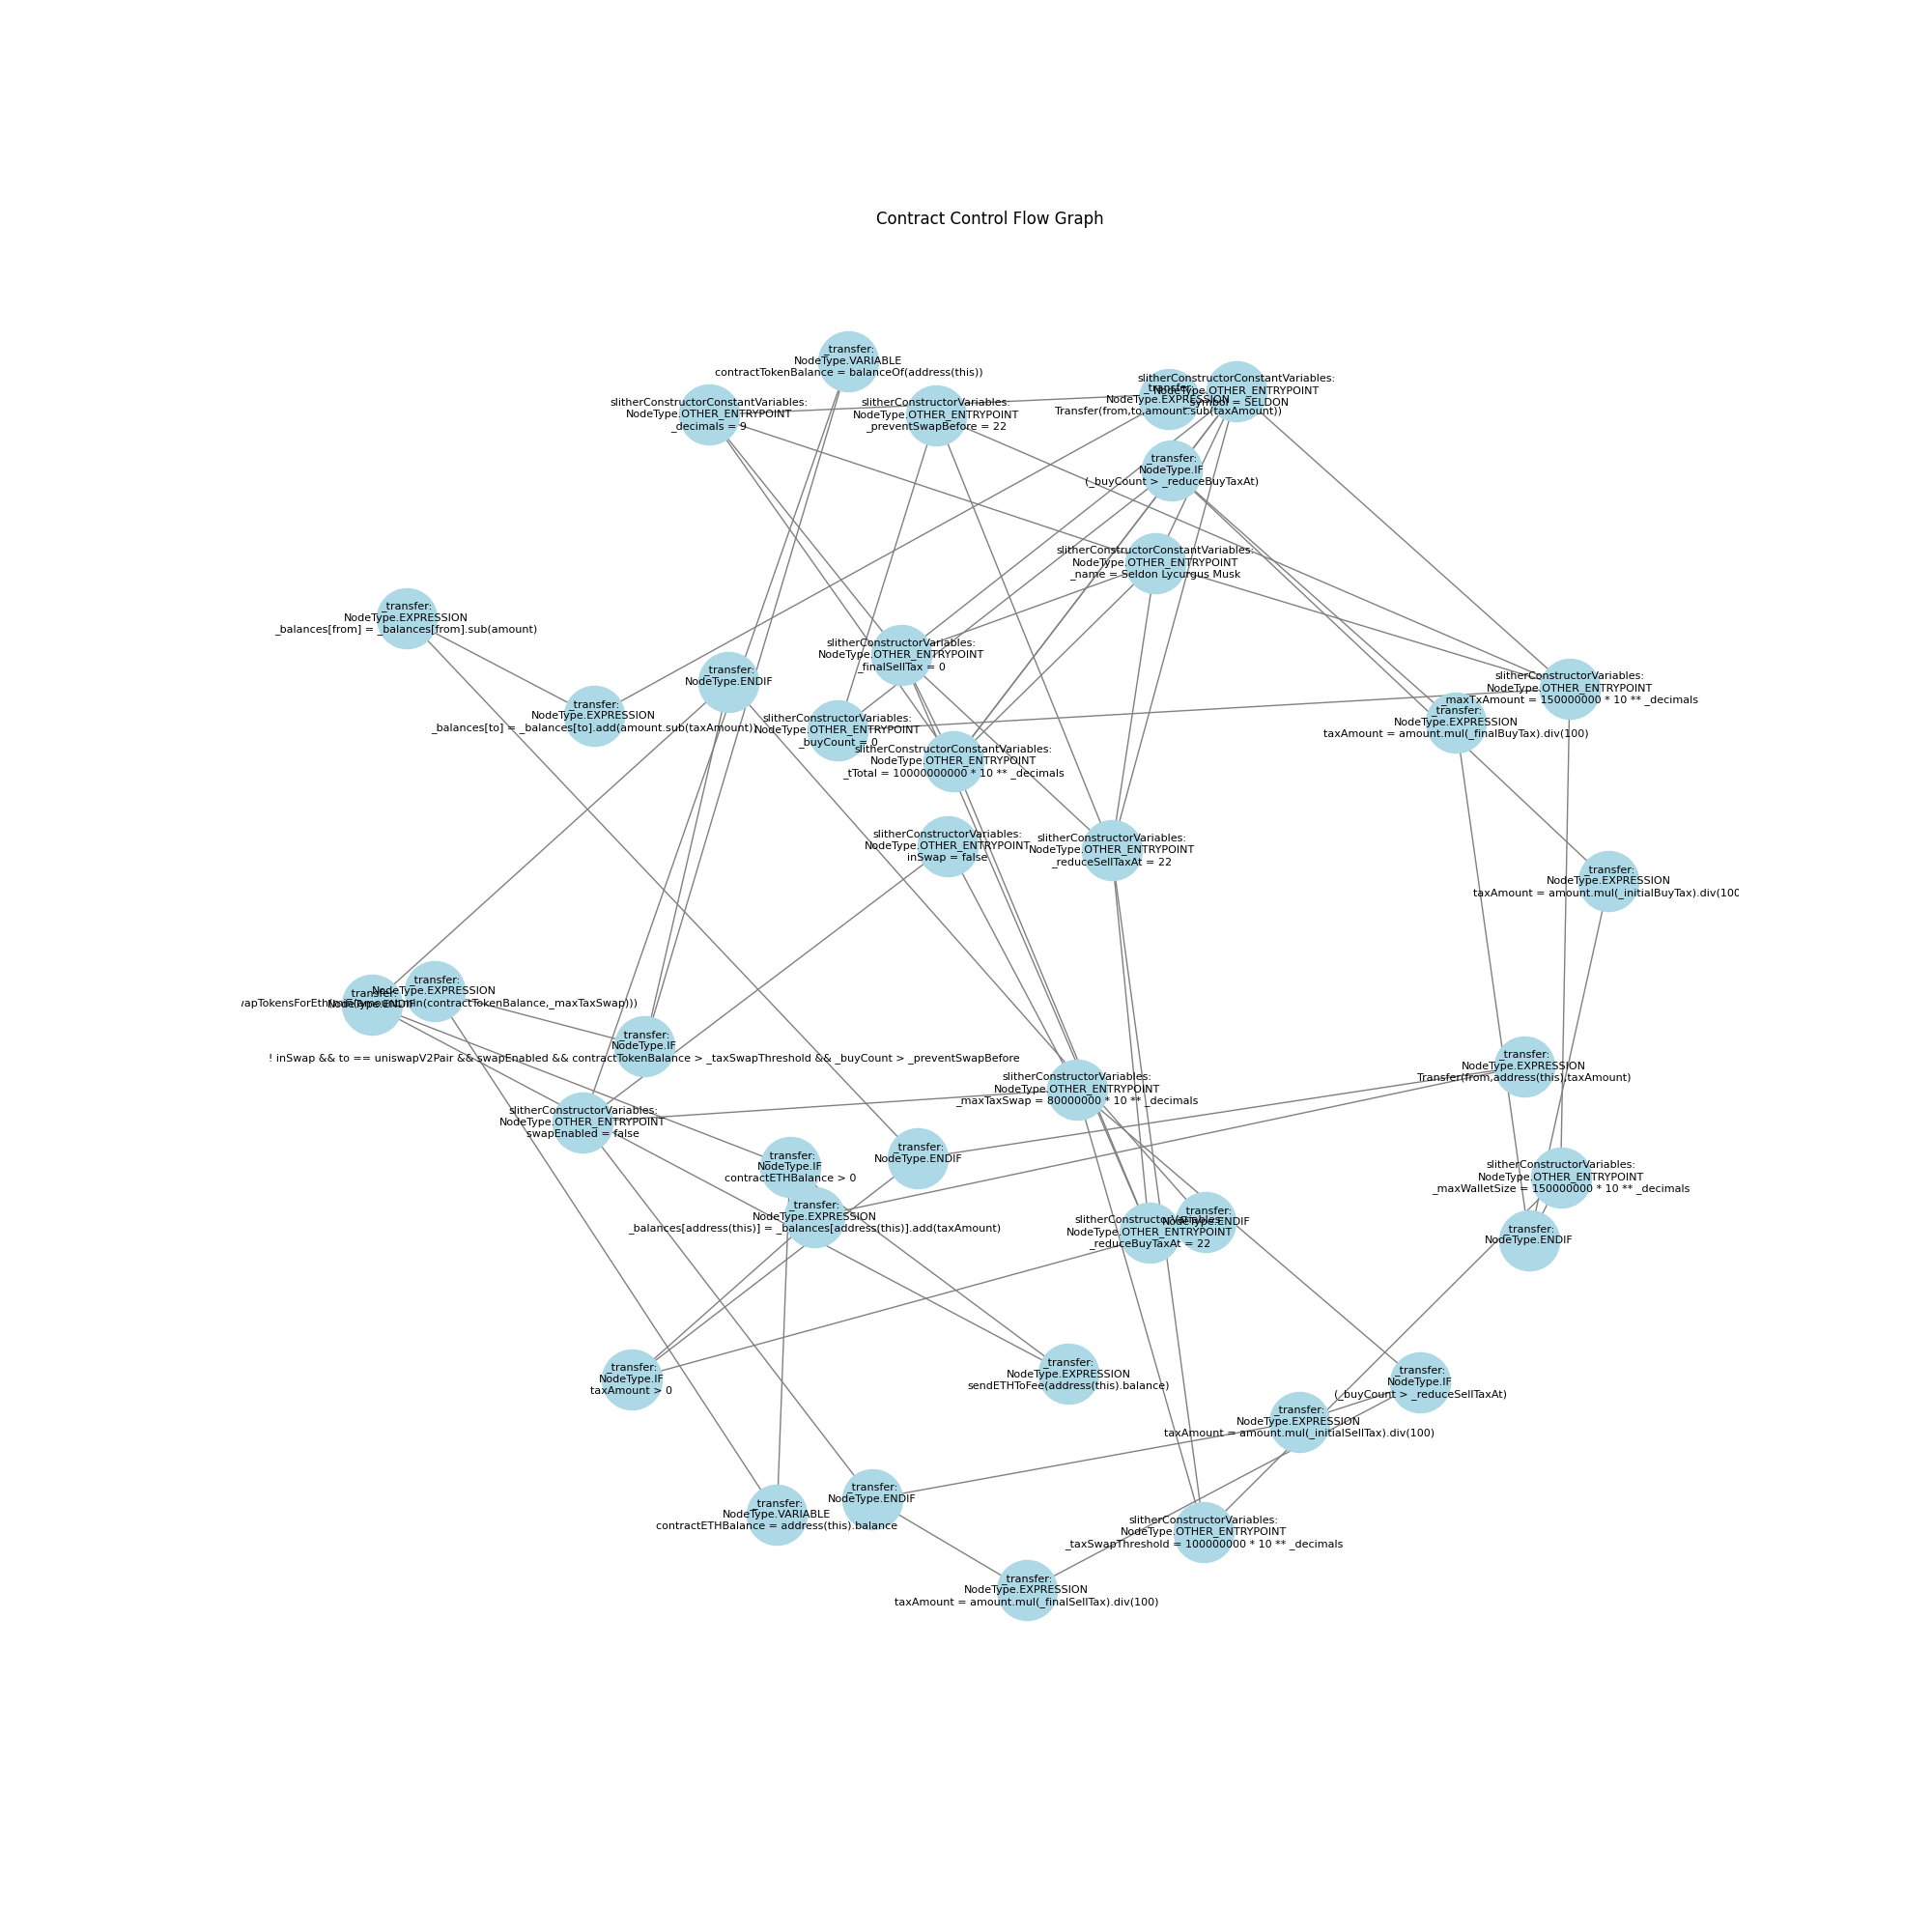 Contract Control Flow Graph
_transfer:
NodeType.VARIABLE
contractTokenBalance = balanceOf(address(this))
slitherConstructorConstantVariables:
NodeType.OTHER_ENTRYPOINT
_decimals = 9
slitherConstructorVariables:
NodeType.OTHER_ENTRYPOINT
_preventSwapBefore = 22
_transfer:
NodeType.EXPRESSION
Transfer(from,to,amount.sub(taxAmount))
slitherConstructorConstantVariables:
NodeType.OTHER_ENTRYPOINT
_symbol = SELDON
_transfer:
NodeType.IF
(_buyCount > _reduceBuyTaxAt)
slitherConstructorConstantVariables:
NodeType.OTHER_ENTRYPOINT
_name = Seldon Lycurgus Musk
_transfer:
NodeType.EXPRESSION
_balances[from] = _balances[from].sub(amount)
slitherConstructorVariables:
NodeType.OTHER_ENTRYPOINT
_finalSellTax = 0
_transfer:
NodeType.ENDIF
_transfer:
NodeType.EXPRESSION
_balances[to] = _balances[to].add(amount.sub(taxAmount))
slitherConstructorVariables:
NodeType.OTHER_ENTRYPOINT
_buyCount = 0
slitherConstructorConstantVariables:
NodeType.OTHER_ENTRYPOINT
_tTotal = 10000000000 * 10 ** _decimals
slitherConstructorVariables:
NodeType.OTHER_ENTRYPOINT
_maxTxAmount = 150000000 * 10 ** _decimals
_transfer:
NodeType.EXPRESSION
taxAmount = amount.mul(_finalBuyTax).div(100)
slitherConstructorVariables:
NodeType.OTHER_ENTRYPOINT
inSwap = false
slitherConstructorVariables:
NodeType.OTHER_ENTRYPOINT
_reduceSellTaxAt = 22
_transfer:
NodeType.EXPRESSION
taxAmount = amount.mul(_initialBuyTax).div(100
_transfer:
NodeType.EXPRESSION
(contractTokenBalance,_maxTaxSwap)))
_transfer:
NodeType.ENDIF
_transfer:
NodeType.IF
! inSwap && to == uniswapV2Pair && swapEnabled && contractTokenBalance > _taxSwapThreshold && _buyCount > _preventSwapBefore
_transfer:
NodeType.EXPRESSION
Transfer(from,address(this),taxAmount)
slitherConstructorVariables:
NodeType.OTHER_ENTRYPOINT
_maxTaxSwap = 80000000 * 10 ** _decimals
slitherConstructorVariables:
NodeType.OTHER_ENTRYPOINT
swapEnabled = false
_transfer:
NodeType.ENDIF
_transfer:
NodeType.IF
contractETHBalance > 0
slitherConstructorVariables:
NodeType.OTHER_ENTRYPOINT
_maxWalletSize = 150000000 * 10 ** _decimals
_transfer:
NodeType.EXPRESSION
_balances[address(this)] = _balances[address(this)].add(taxAmount)
slitherConstructorVariables:
NodeType.OTHER_ENTRYPOINT
_reduceBuyTaxAt = 22
_transfer:
NodeType.ENDIF
_transfer:
NodeType.ENDIF
_transfer:
NodeType.IF
taxAmount > 0
_transfer:
NodeType.EXPRESSION
sendETHToFee(address(this).balance)
_transfer:
NodeType.IF
(_buyCount > _reduceSellTaxAt)
_transfer:
NodeType.EXPRESSION
taxAmount = amount.mul(_initialSellTax).div(100)
_transfer:
NodeType.ENDIF
_transfer:
NodeType.VARIABLE
contractETHBalance = address(this).balance
slitherConstructorVariables:
NodeType.OTHER_ENTRYPOINT
_taxSwapThreshold = 100000000 * 10 ** _decimals
_transfer:
NodeType.EXPRESSION
taxAmount = amount.mul(_finalSellTax).div(100)